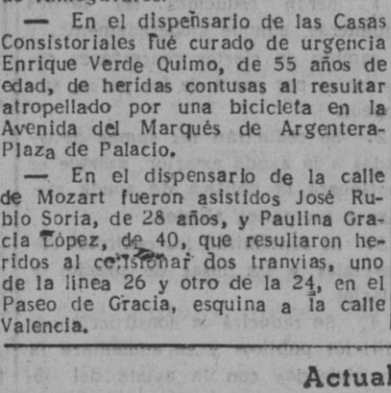 — En el dispensario de las Casas
Consistoriales fué curado de urgencia
Enrique Verde Quimo, de 55 años de
edad, de heridas contusas al resultar
atropellado por una bicicleta en la
Avenida del Marqués de Argentera-
Plaza de Palacio.
— En el dispensario de la calle
de Mozart fueron asistidos José Ru-
bio Soria, de 28 años, y Paulina Gra-
cia López, de 40, que resultaron he-
ridos al colisionar dos tranvías, uno
de la línea 26 y otro de la 24, en el
Paseo de Gracia, esquina a la calle
Valencia.
Actual